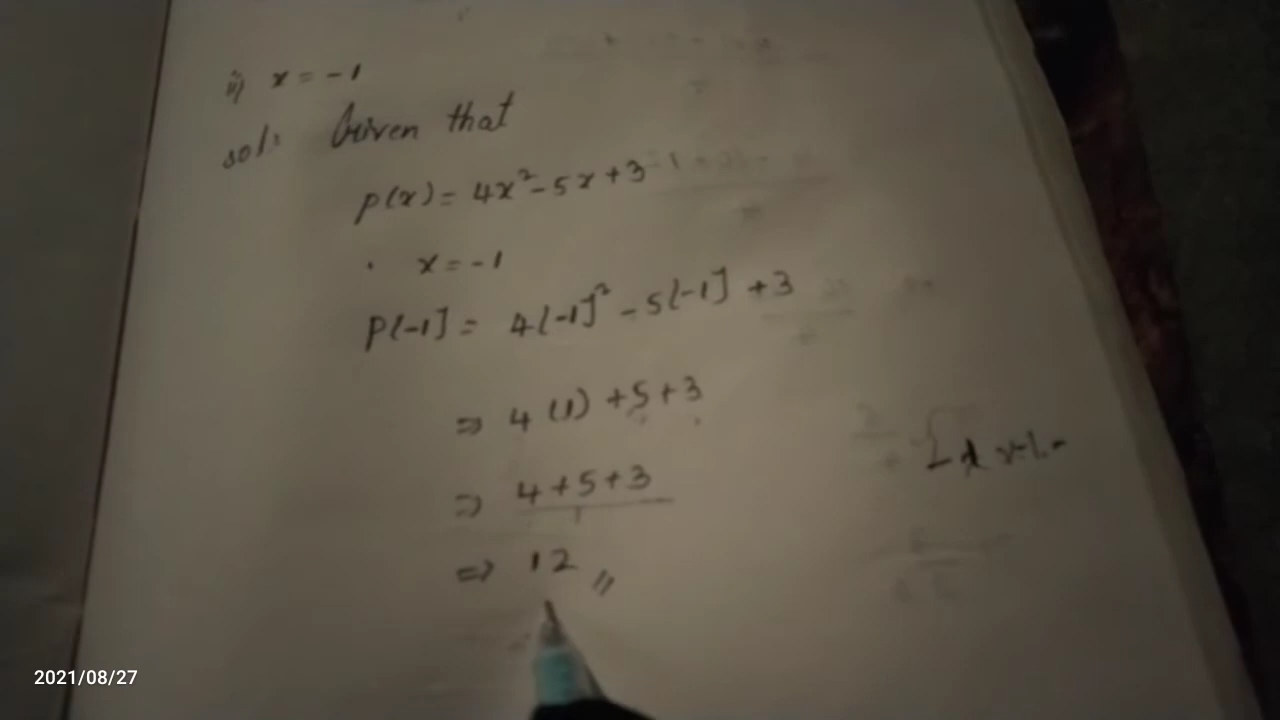 ii) x = -1
sol: Given that
p(x) = 4x² - 5x + 3
x = -1
P(-1] = 4(-1]² - 5(-1] + 3
⇒ 4 (1) + 5 + 3
⇒ 4 + 5 + 3
⇒ 12 //
2021/08/27